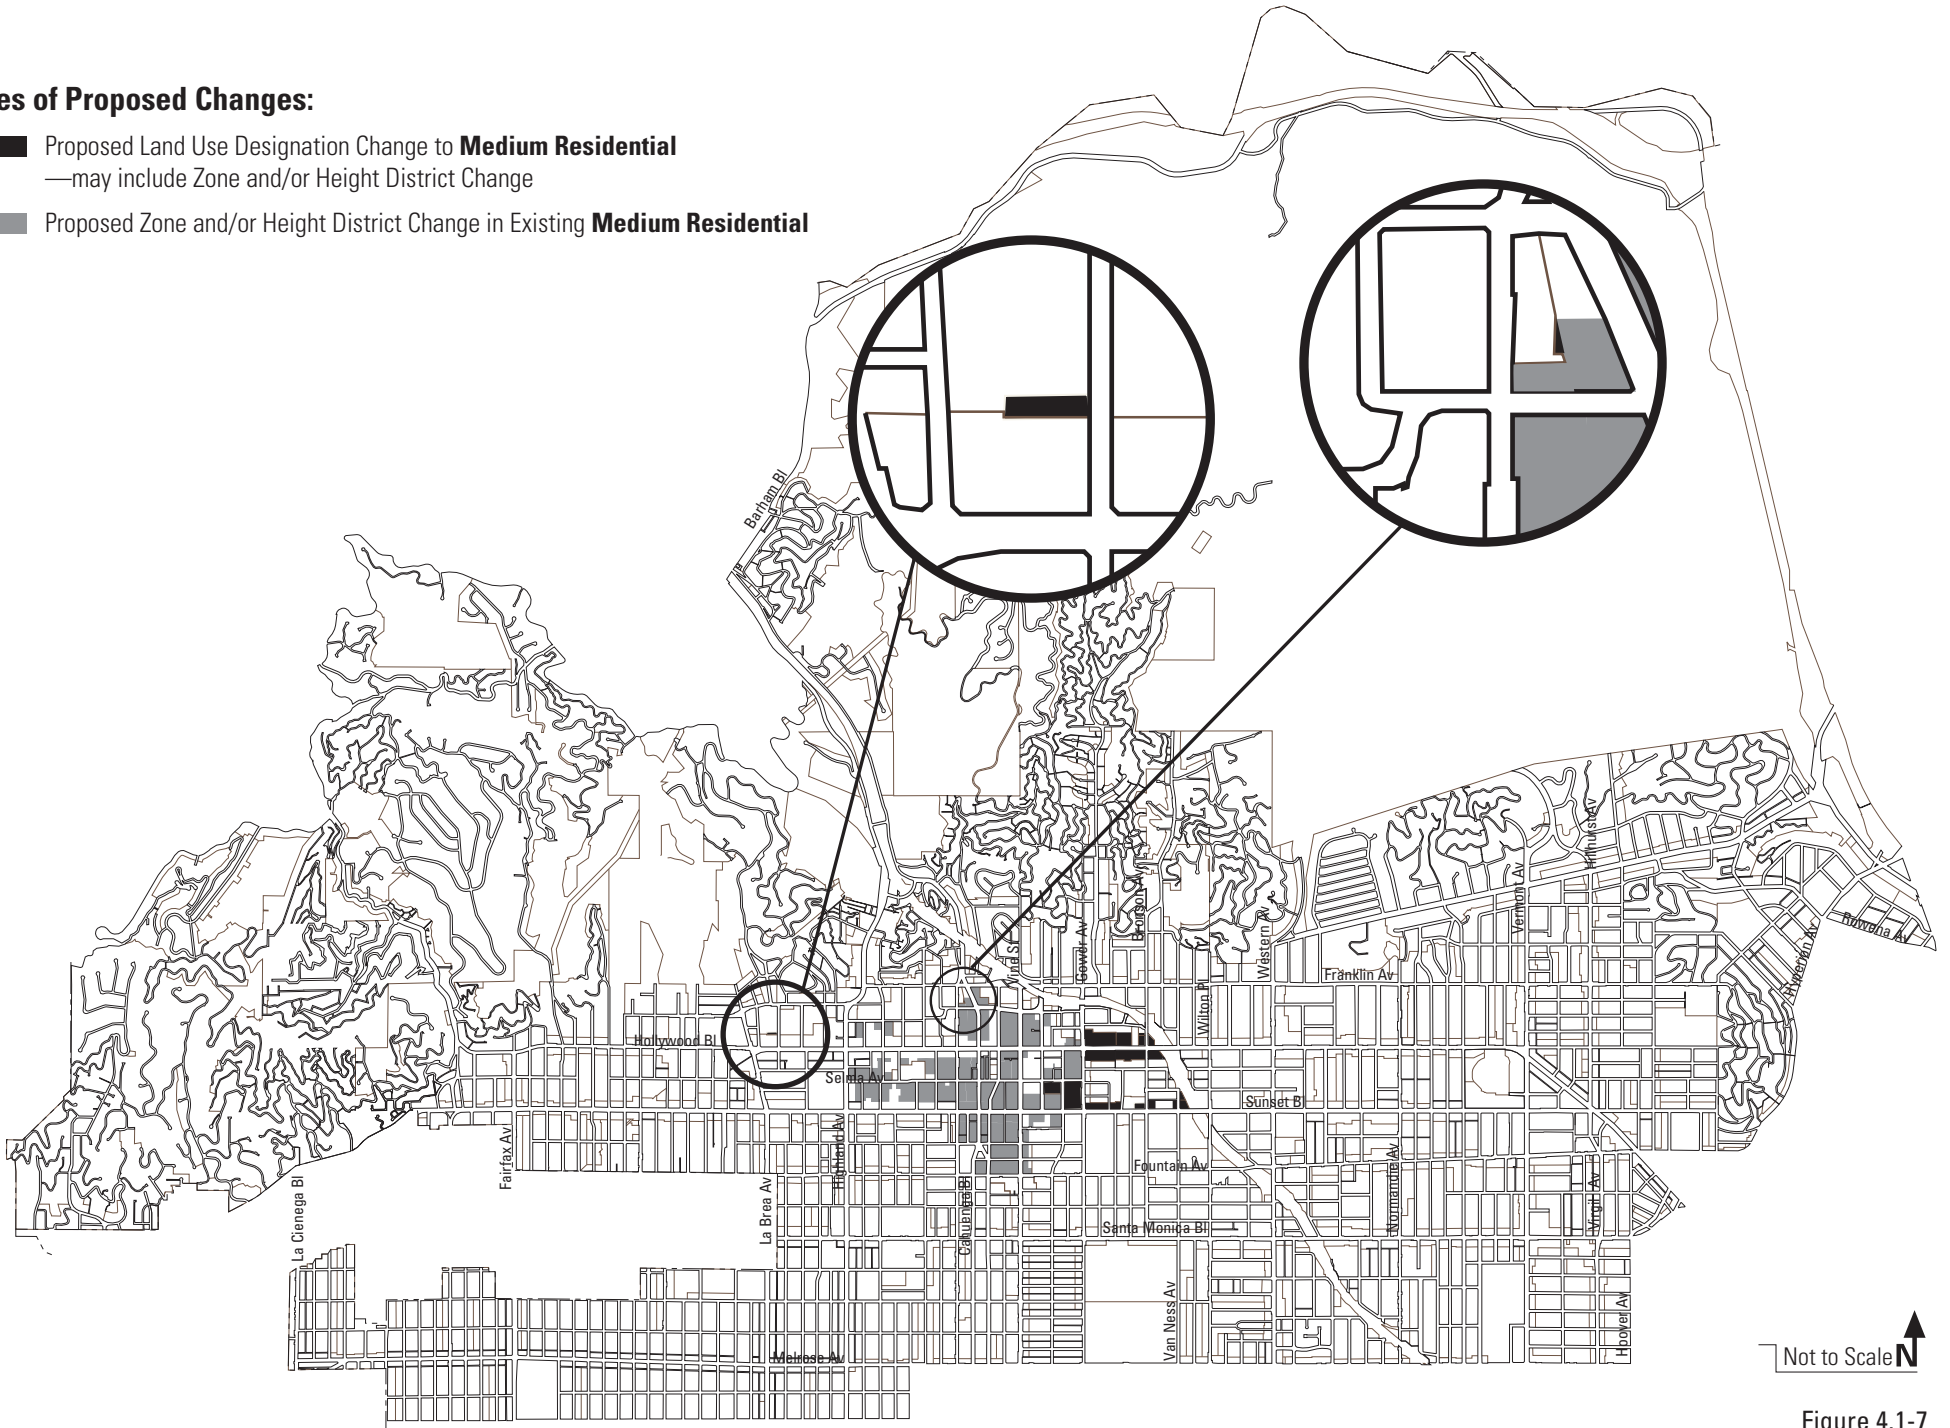 es of Proposed Changes:
Proposed Land Use Designation Change to Medium Residential
—may include Zone and/or Height District Change
Proposed Zone and/or Height District Change in Existing Medium Residential
Barham Bl
Hillhurst Av
Vermont Av
Bronson Av
Rowena Av
Western Av
Vine St
Gower Av
Hyperion Av
Franklin Av
Wilton Pl
Hollywood Bl
Selma Av
Sunset Bl
Highland Av
Fairfax Av
Fountain Av
Normandie Av
La Cienega Bl
La Brea Av
Cahuenga Bl
Virgil Av
Santa Monica Bl
Van Ness Av
Hoover Av
Melrose Av
Not to Scale N
Figure 4.1-7